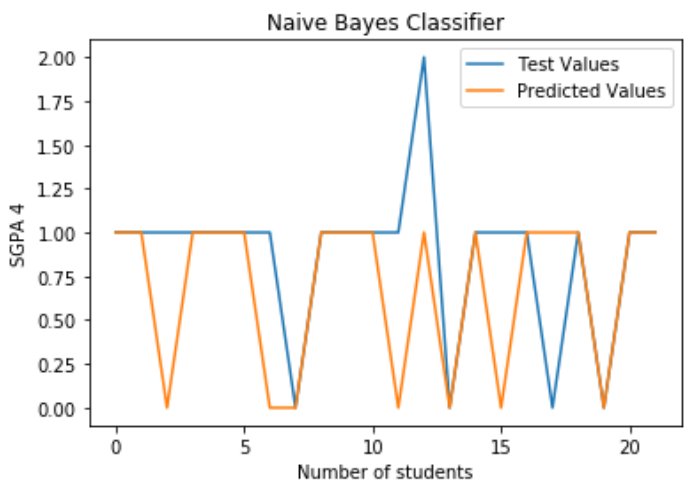 Naive Bayes Classifier
Test Values
Predicted Values
SGPA 4
2.00
1.75
1.50
1.25
1.00
0.75
0.50
0.25
0.00
0 5 10 15 20
Number of students